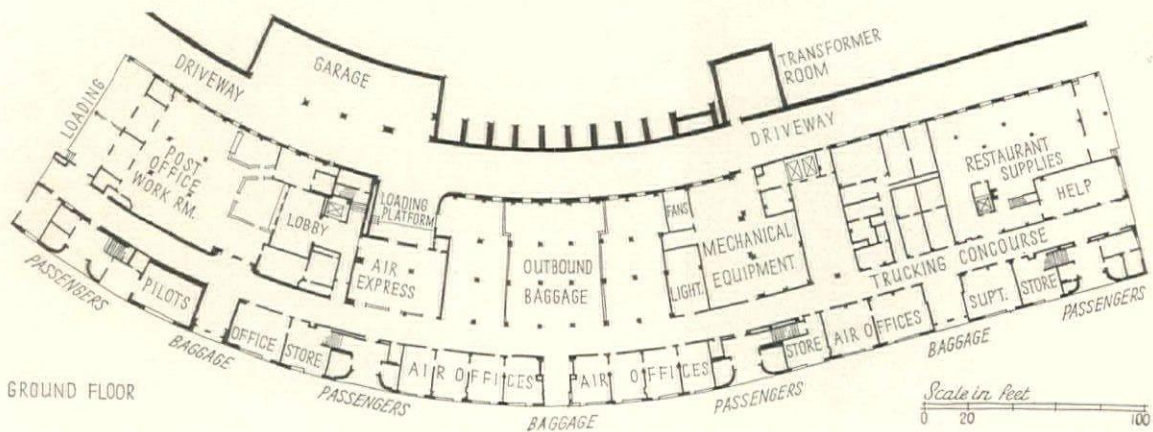 DRIVEWAY
GARAGE
TRANSFORMER
ROOM
DRIVEWAY
LOADING
POST
OFFICE
WORK RM.
LOBBY
LOADING
PLATFORM
AIR
EXPRESS
OUTBOUND
BAGGAGE
FANS
LIGHT.
MECHANICAL
EQUIPMENT
RESTAURANT
SUPPLIES
HELP
TRUCKING CONCOURSE
PASSENGERS
PILOTS
BAGGAGE
OFFICE
STORE
PASSENGERS
AIR OFFICES
BAGGAGE
AIR OFFICES
PASSENGERS
STORE
AIR OFFICES
BAGGAGE
SUPT.
STORE
PASSENGERS
GROUND FLOOR
Scale in feet
0 20 100